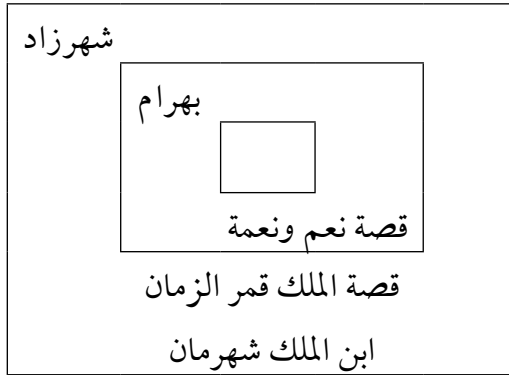 شهرزاد
بهرام
قصة نعم ونعمة
قصة الملك قمر الزمان
ابن الملك شهرمان